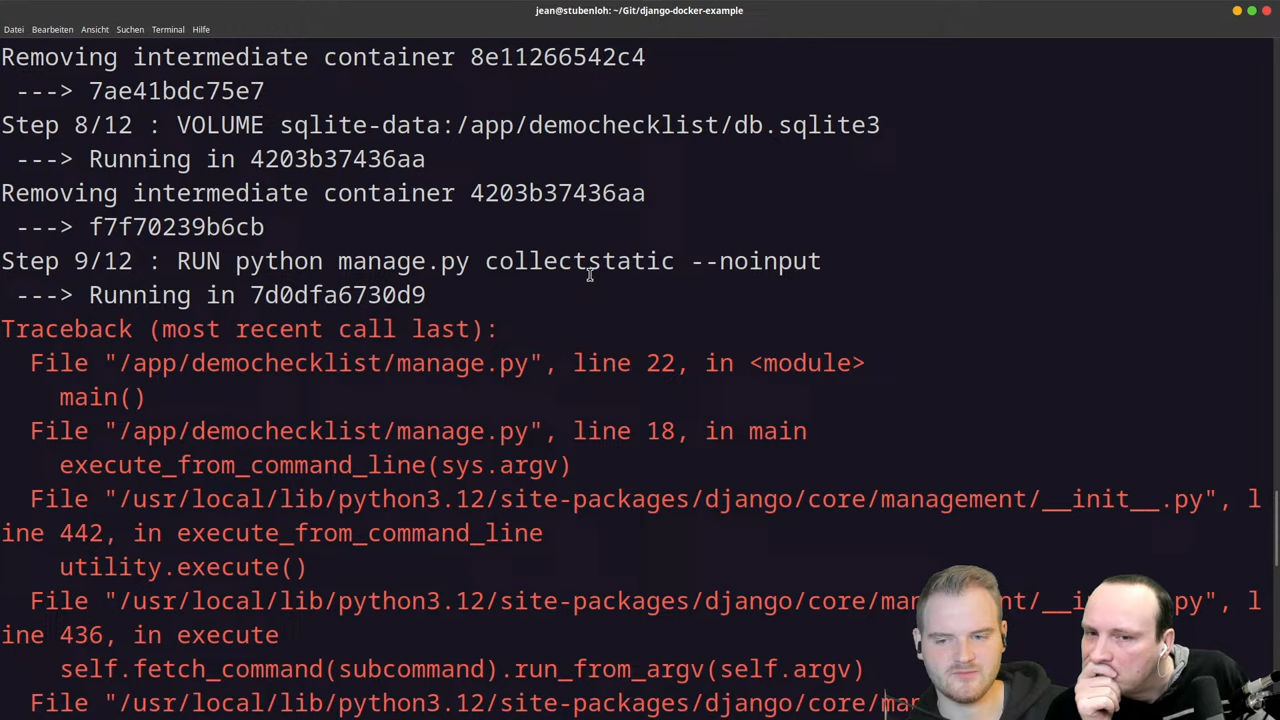 jean@stubenloh: ~/Git/django-docker-example
Datei Bearbeiten Ansicht Suchen Terminal Hilfe
Removing intermediate container 8e11266542c4
---> 7ae41bdc75e7
Step 8/12 : VOLUME sqlite-data:/app/demochecklist/db.sqlite3
---> Running in 4203b37436aa
Removing intermediate container 4203b37436aa
---> f7f70239b6cb
Step 9/12 : RUN python manage.py collectstatic --noinput
---> Running in 7d0dfa6730d9
Traceback (most recent call last):
File "/app/demochecklist/manage.py", line 22, in <module>
main()
File "/app/demochecklist/manage.py", line 18, in main
execute_from_command_line(sys.argv)
File "/usr/local/lib/python3.12/site-packages/django/core/management/__init__.py", l
ine 442, in execute_from_command_line
utility.execute()
File "/usr/local/lib/python3.12/site-packages/django/core/
py", l
ine 436, in execute
self.fetch_command(subcommand).run_from_argv(self.argv)
File "/usr/local/lib/python3.12/site-packages/django/core/